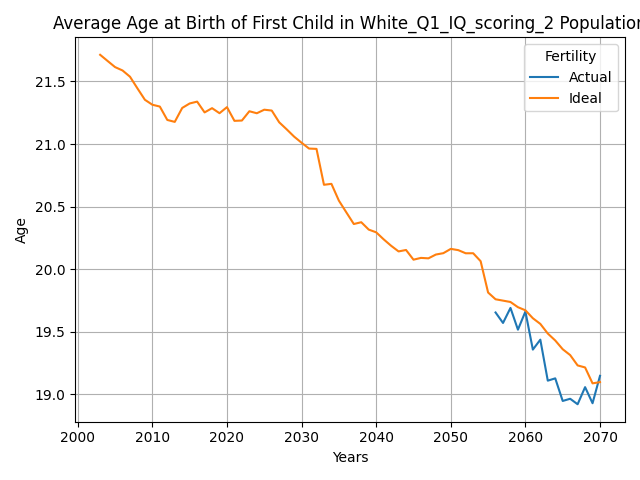 Average Age at Birth of First Child in White_Q1_IQ_scoring_2 Population
Fertility
Actual
Ideal
21.5
21.0
20.5
20.0
19.5
19.0
Age
2000 2010 2020 2030 2040 2050 2060 2070
Years